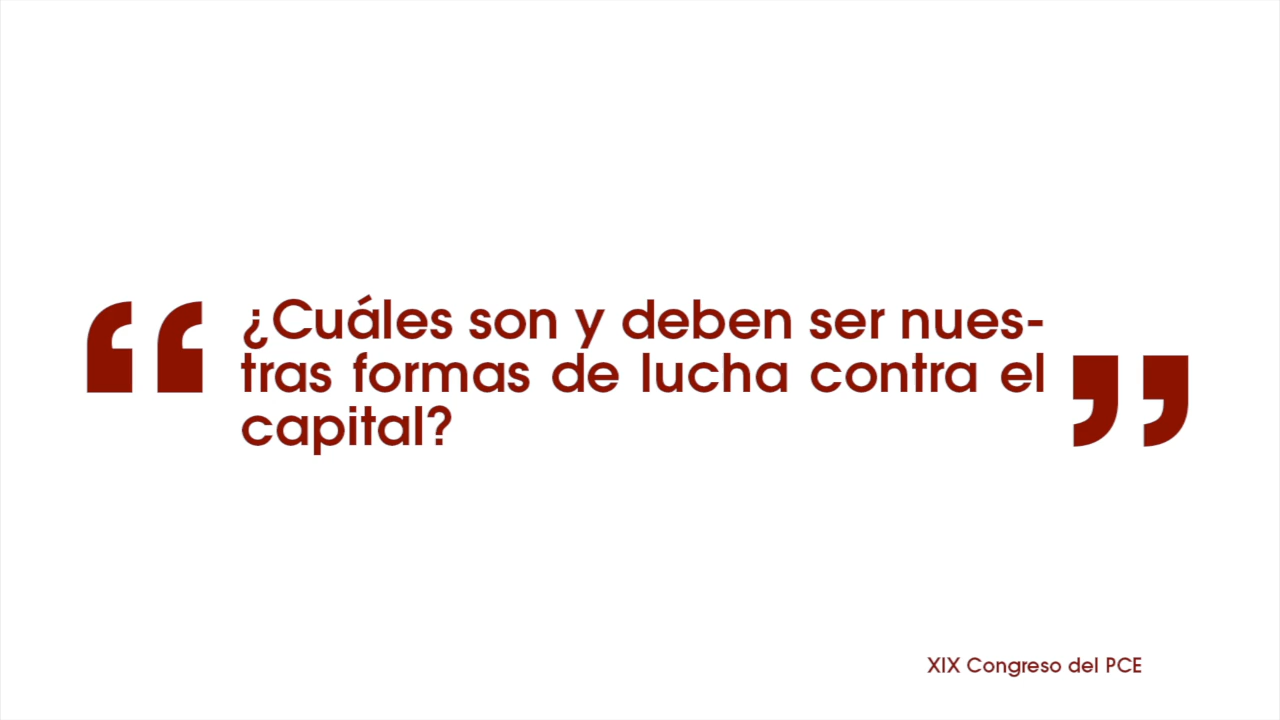 “ ¿Cuáles son y deben ser nues-
tras formas de lucha contra el
capital? ”
XIX Congreso del PCE